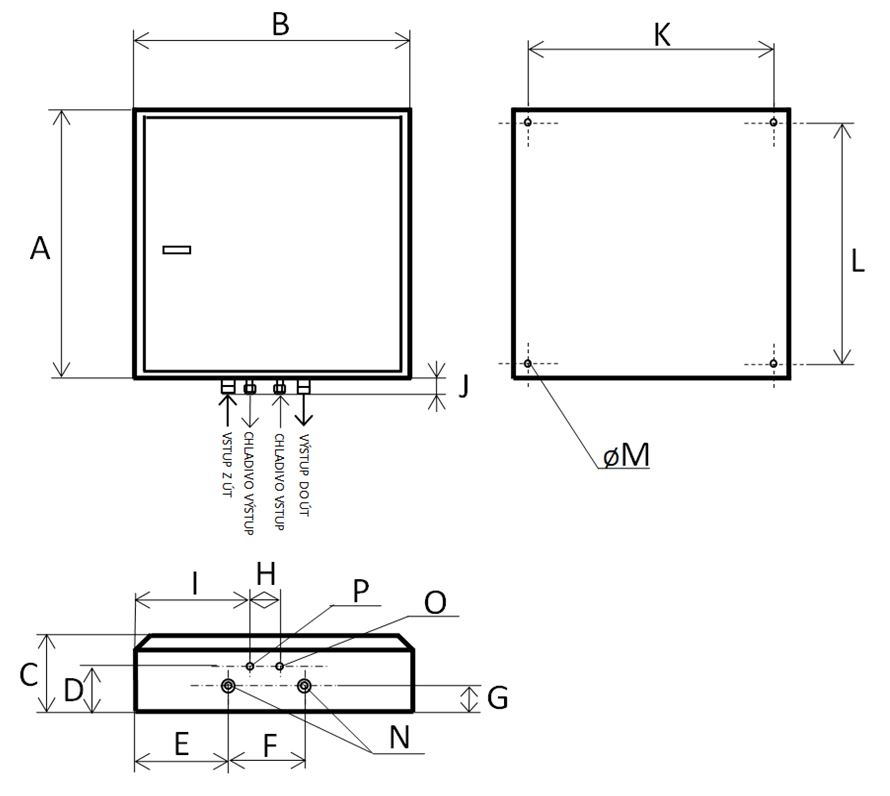 B
K
A
L
J
VSTUP Z ÚT
CHLADIVO VÝSTUP
CHLADIVO VSTUP
VÝSTUP DO ÚT
øM
I
H
P
O
C
D
G
E
F
N